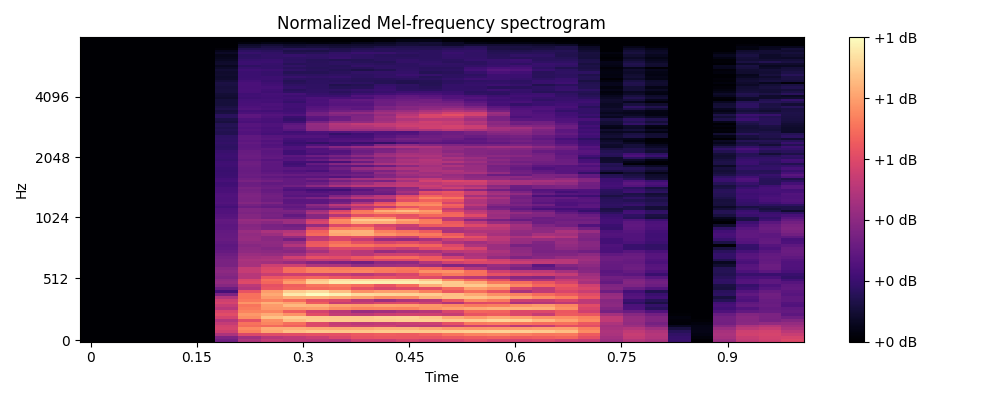 Normalized Mel-frequency spectrogram
Hz
4096
2048
1024
512
0
0 0.15 0.3 0.45 0.6 0.75 0.9
Time
+1 dB
+1 dB
+1 dB
+0 dB
+0 dB
+0 dB